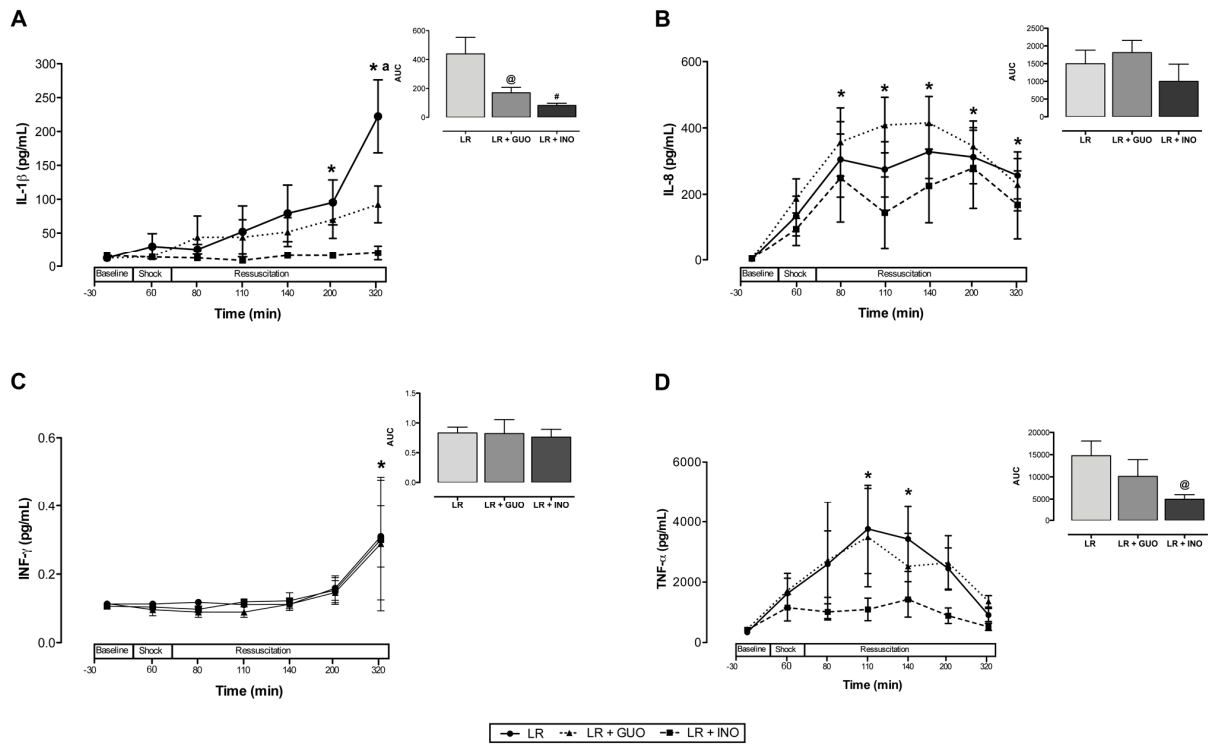 A
IL-1β (pg/mL)
300
250
200
150
100
50
0
*
* a
Baseline Shock Ressuscitation
-30 60 80 110 140 200 320
Time (min)
AUC
600
400
200
0
@
#
LR LR + GUO LR + INO
B
IL-8 (pg/mL)
600
400
200
0
* * * * *
Baseline Shock Ressuscitation
-30 60 80 110 140 200 320
Time (min)
AUC
2500
2000
1500
1000
500
0
LR LR + GUO LR + INO
C
INF-γ (pg/mL)
0.6
0.4
0.2
0.0
*
Baseline Shock Ressuscitation
-30 60 80 110 140 200 320
Time (min)
AUC
1.5
1.0
0.5
0.0
LR LR + GUO LR + INO
D
TNF-α (pg/mL)
6000
4000
2000
0
* *
Baseline Shock Ressuscitation
-30 60 80 110 140 200 320
Time (min)
AUC
20000
15000
10000
5000
0
@
LR LR + GUO LR + INO
LR LR + GUO LR + INO